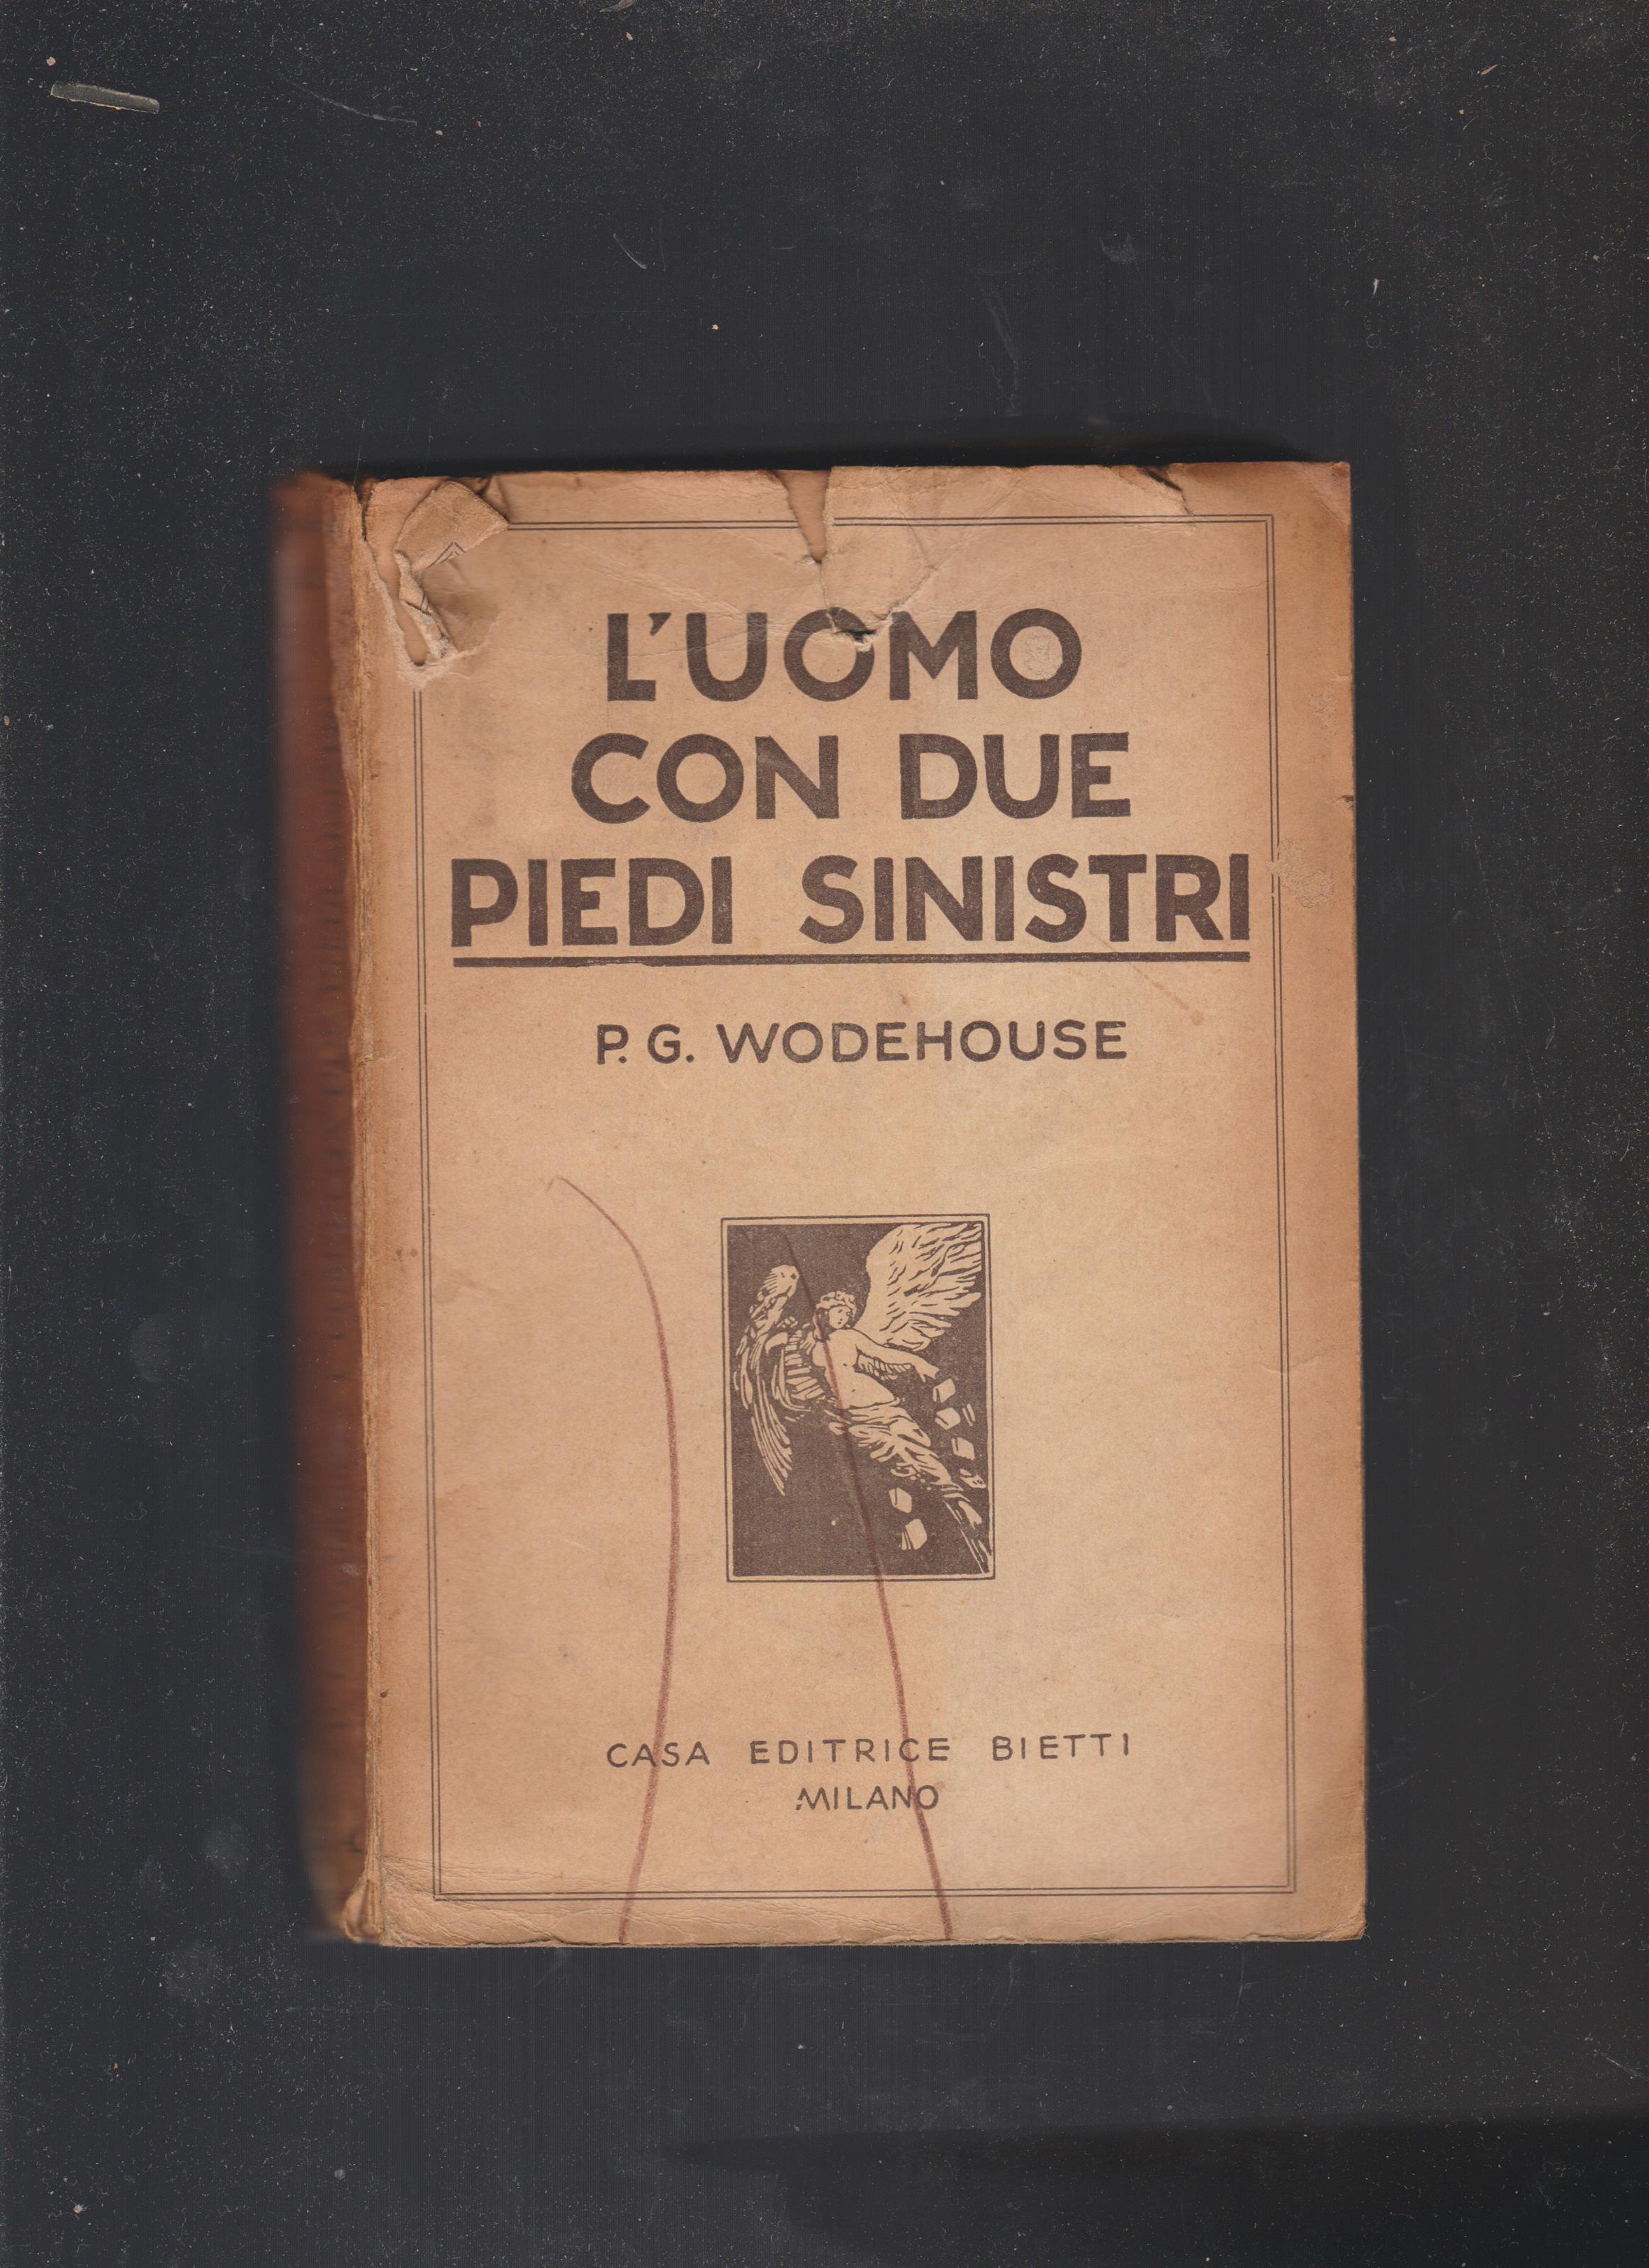 L'UOMO
CON DUE
PIEDI SINISTRI
P. G. WODEHOUSE
CASA EDITRICE BIETTI
MILANO